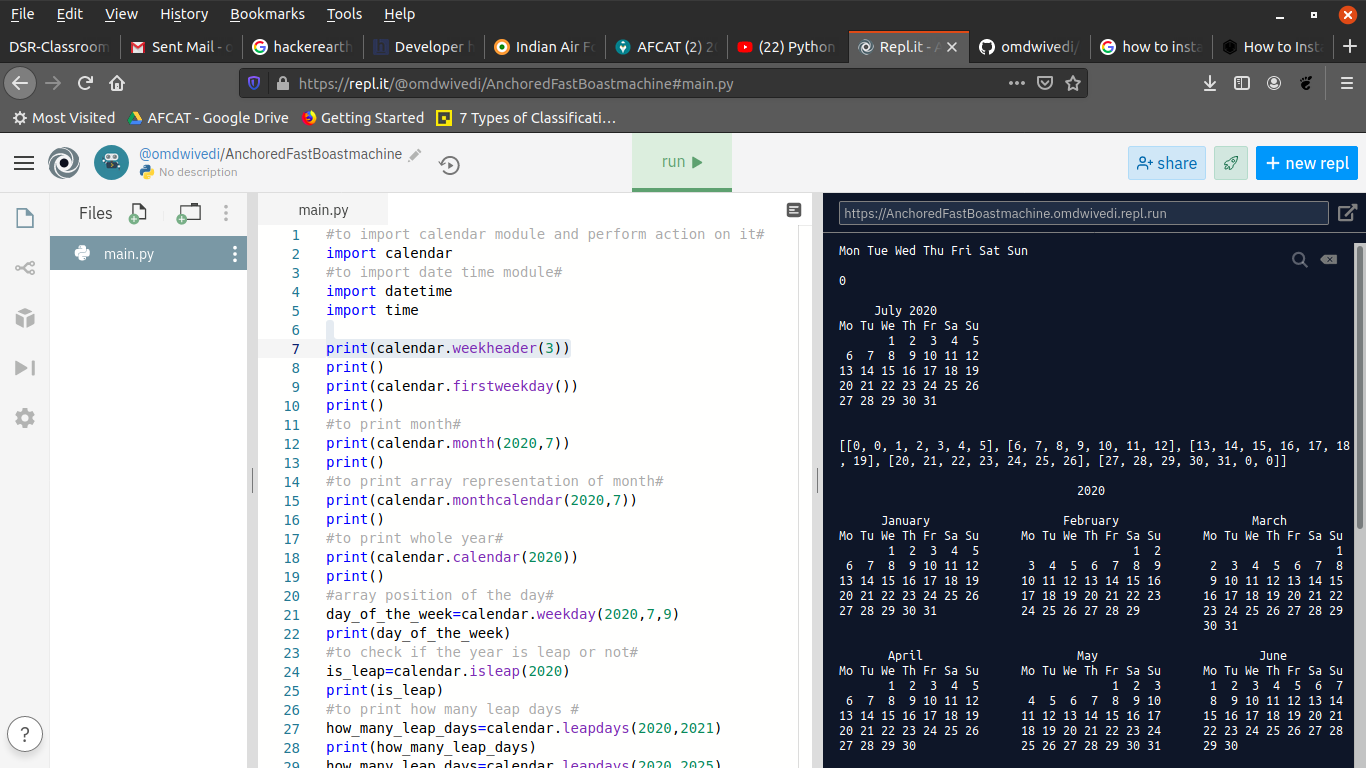 File Edit View History Bookmarks Tools Help
DSR-Classroom
Sent Mail - o
hackerearth
Developer h
Indian Air Fo
AFCAT (2) 20
(22) Python
Repl.it - A
omdwivedi/
how to insta
How to Insta
https://repl.it/@omdwivedi/AnchoredFastBoastmachine#main.py
Most Visited AFCAT - Google Drive Getting Started 7 Types of Classificati…
@omdwivedi/AnchoredFastBoastmachine
No description
run
share
new repl
Files
main.py
?
main.py
1 #to import calendar module and perform action on it#
2 import calendar
3 #to import date time module#
4 import datetime
5 import time
6
7 print(calendar.weekheader(3))
8 print()
9 print(calendar.firstweekday())
10 print()
11 #to print month#
12 print(calendar.month(2020,7))
13 print()
14 #to print array representation of month#
15 print(calendar.monthcalendar(2020,7))
16 print()
17 #to print whole year#
18 print(calendar.calendar(2020))
19 print()
20 #array position of the day#
21 day_of_the_week=calendar.weekday(2020,7,9)
22 print(day_of_the_week)
23 #to check if the year is leap or not#
24 is_leap=calendar.isleap(2020)
25 print(is_leap)
26 #to print how many leap days #
27 how_many_leap_days=calendar.leapdays(2020,2021)
28 print(how_many_leap_days)
29 how_many_leap_days=calendar.leapdays(2020,2025)
https://AnchoredFastBoastmachine.omdwivedi.repl.run
Mon Tue Wed Thu Fri Sat Sun
0
July 2020
Mo Tu We Th Fr Sa Su
1 2 3 4 5
6 7 8 9 10 11 12
13 14 15 16 17 18 19
20 21 22 23 24 25 26
27 28 29 30 31
[[0, 0, 1, 2, 3, 4, 5], [6, 7, 8, 9, 10, 11, 12], [13, 14, 15, 16, 17, 18
, 19], [20, 21, 22, 23, 24, 25, 26], [27, 28, 29, 30, 31, 0, 0]]
2020
January February March
Mo Tu We Th Fr Sa Su Mo Tu We Th Fr Sa Su Mo Tu We Th Fr Sa Su
1 2 3 4 5 1 2 1
6 7 8 9 10 11 12 3 4 5 6 7 8 9 2 3 4 5 6 7 8
13 14 15 16 17 18 19 10 11 12 13 14 15 16 9 10 11 12 13 14 15
20 21 22 23 24 25 26 17 18 19 20 21 22 23 16 17 18 19 20 21 22
27 28 29 30 31 24 25 26 27 28 29 23 24 25 26 27 28 29
30 31
April May June
Mo Tu We Th Fr Sa Su Mo Tu We Th Fr Sa Su Mo Tu We Th Fr Sa Su
1 2 3 4 5 1 2 3 1 2 3 4 5 6 7
6 7 8 9 10 11 12 4 5 6 7 8 9 10 8 9 10 11 12 13 14
13 14 15 16 17 18 19 11 12 13 14 15 16 17 15 16 17 18 19 20 21
20 21 22 23 24 25 26 18 19 20 21 22 23 24 22 23 24 25 26 27 28
27 28 29 30 25 26 27 28 29 30 31 29 30